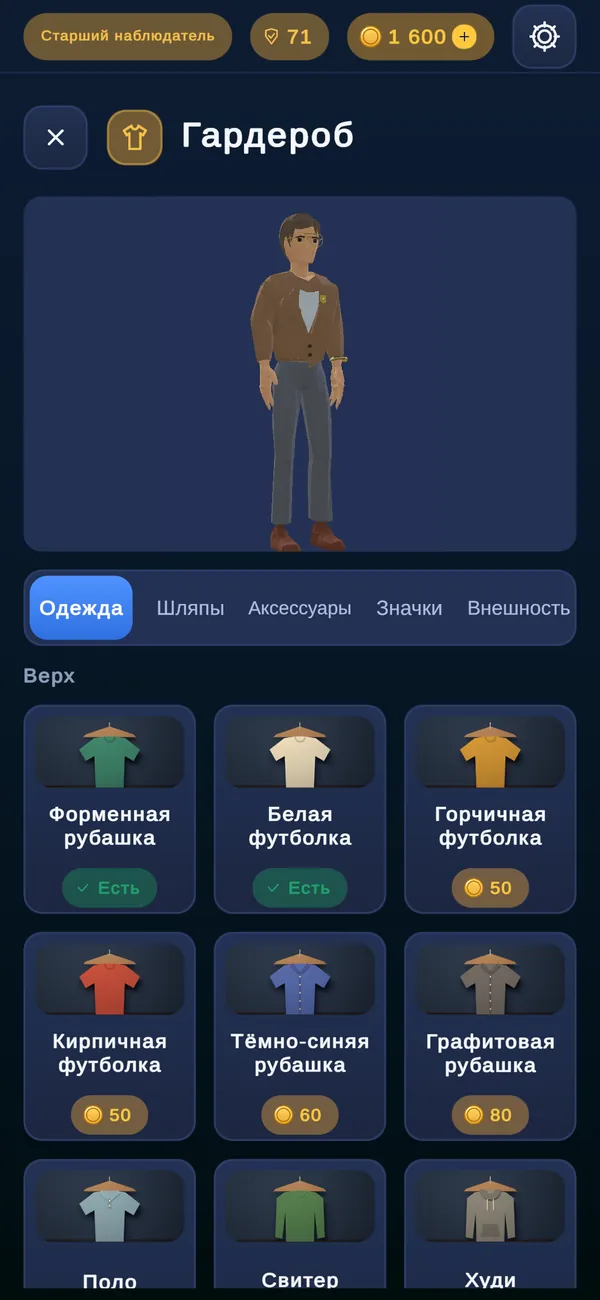 Старший наблюдатель
71
1 600 +
Гардероб
Одежда
Шляпы
Аксессуары
Значки
Внешность
Верх
Форменная
рубашка
Есть
Белая
футболка
Есть
Горчичная
футболка
50
Кирпичная
футболка
50
Тёмно-синяя
рубашка
60
Графитовая
рубашка
80
Поло
Свитер
Худи